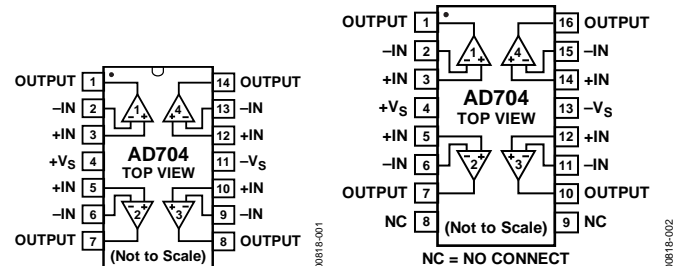 OUTPUT 1 14 OUTPUT
–IN 2 1 4 13 –IN
+IN 3 12 +IN
+VS 4 AD704 11 –VS
TOP VIEW
+IN 5 10 +IN
–IN 6 2 3 9 –IN
OUTPUT 7 8 OUTPUT
(Not to Scale)
OUTPUT 1 16 OUTPUT
–IN 2 1 4 15 –IN
+IN 3 14 +IN
+VS 4 AD704 13 –VS
TOP VIEW
+IN 5 12 +IN
–IN 6 2 3 11 –IN
OUTPUT 7 10 OUTPUT
NC 8 (Not to Scale) 9 NC
NC = NO CONNECT
00818-002